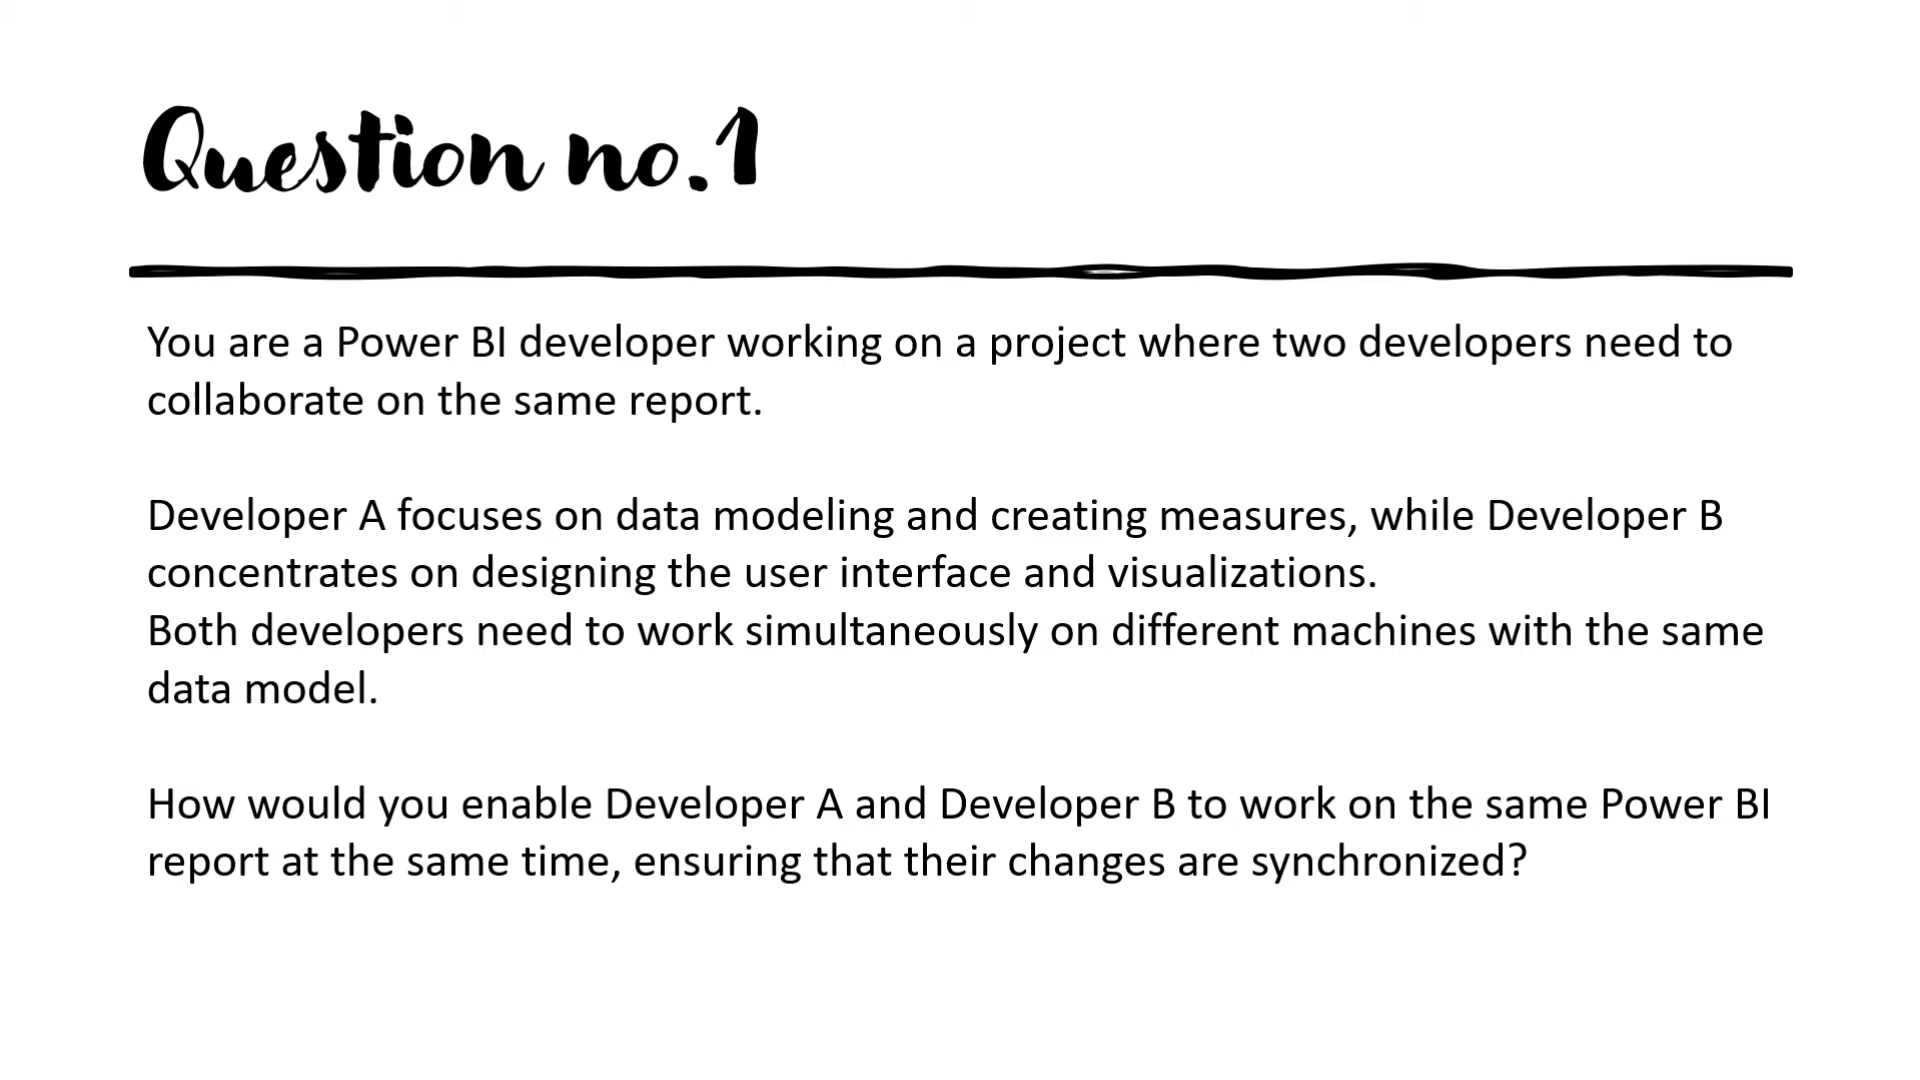 Question no.1
You are a Power BI developer working on a project where two developers need to
collaborate on the same report.
Developer A focuses on data modeling and creating measures, while Developer B
concentrates on designing the user interface and visualizations.
Both developers need to work simultaneously on different machines with the same
data model.
How would you enable Developer A and Developer B to work on the same Power BI
report at the same time, ensuring that their changes are synchronized?